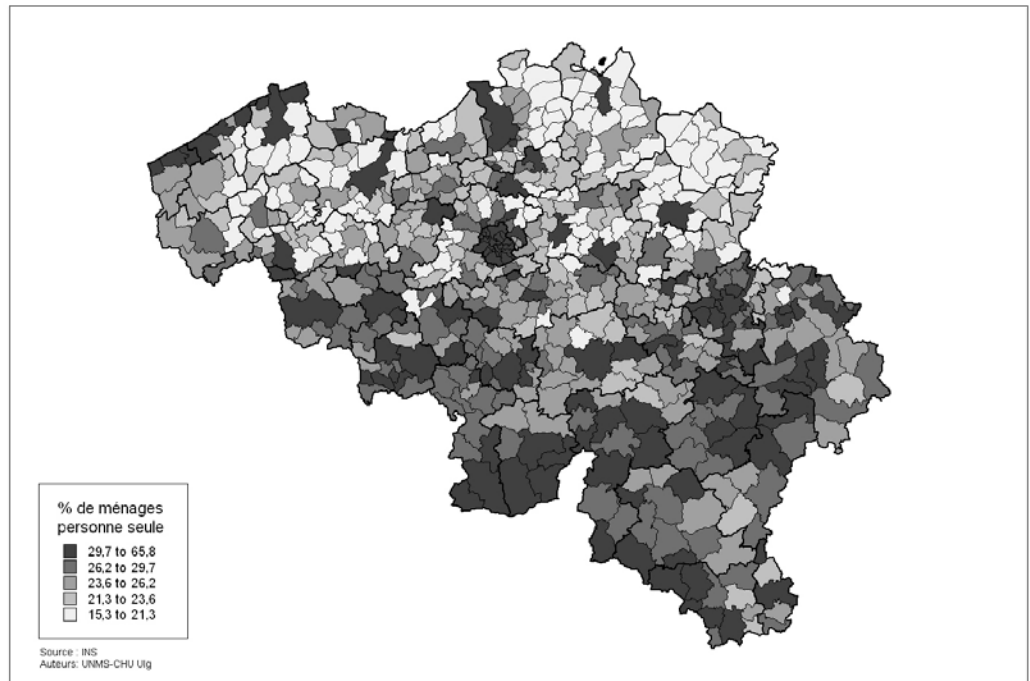 % de ménages
personne seule
29,7 to 65,8
26,2 to 29,7
23,6 to 26,2
21,3 to 23,6
15,3 to 21,3
Source : INS
Auteurs: UNMS-CHU Ulg